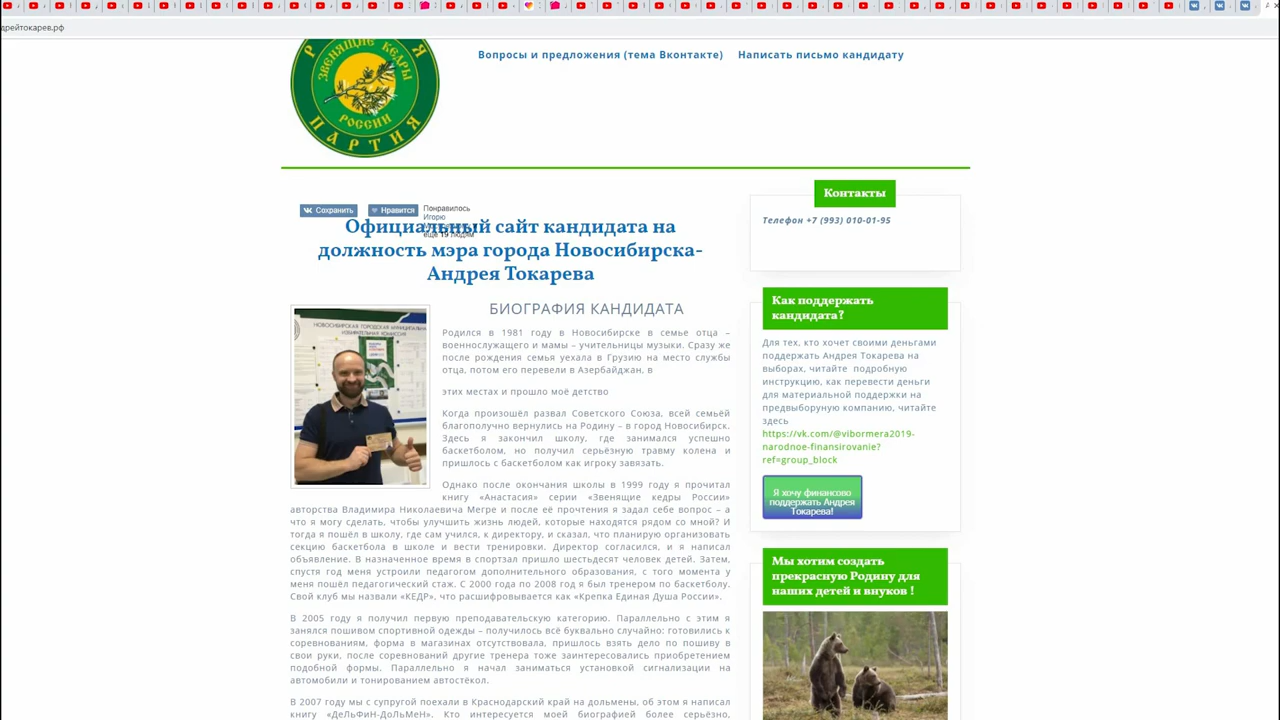 дрейтокарев.рф
Вопросы и предложения (тема Вконтакте)
Написать письмо кандидату
ЗВЕНЯЩИЕ КЕДРЫ
РОССИИ
ПАРТИЯ
Сохранить
Нравится
Понравилось
Игорю
еще 19 людям
Официальный сайт кандидата на
должность мэра города Новосибирска-
Андрея Токарева
БИОГРАФИЯ КАНДИДАТА
НОВОСИБИРСКАЯ ГОРОДСКАЯ МУНИЦИПАЛЬНА
ИЗБИРАТЕЛЬНАЯ КОМИССИЯ
Родился в 1981 году в Новосибирске в семье отца –
военнослужащего и мамы – учительницы музыки. Сразу же
после рождения семья уехала в Грузию на место службы
отца, потом его перевели в Азербайджан, в
этих местах и прошло моё детство
Когда произошёл развал Советского Союза, всей семьёй
благополучно вернулись на Родину – в город Новосибирск.
Здесь я закончил школу, где занимался успешно
баскетболом, но получил серьёзную травму колена и
пришлось с баскетболом как игроку завязать.
Однако после окончания школы в 1999 году я прочитал
книгу «Анастасия» серии «Звенящие кедры России»
авторства Владимира Николаевича Мегре и после её прочтения я задал себе вопрос – а
что я могу сделать, чтобы улучшить жизнь людей, которые находятся рядом со мной? И
тогда я пошёл в школу, где сам учился, к директору, и сказал, что планирую организовать
секцию баскетбола в школе и вести тренировки. Директор согласился, и я написал
объявление. В назначенное время в спортзал пришло шестьдесят человек детей. Затем,
спустя год меня устроили педагогом дополнительного образования, с того момента у
меня пошёл педагогический стаж. С 2000 года по 2008 год я был тренером по баскетболу.
Свой клуб мы назвали «КЕДР», что расшифровывается как «Крепка Единая Душа России».
В 2005 году я получил первую преподавательскую категорию. Параллельно с этим я
занялся пошивом спортивной одежды – получилось всё буквально случайно: готовились к
соревнованиям, форма в магазинах отсутствовала, пришлось взять дело по пошиву в
свои руки, после соревнований другие тренера тоже заинтересовались приобретением
подобной формы. Параллельно я начал заниматься установкой сигнализации на
автомобили и тонированием автостёкол.
В 2007 году мы с супругой поехали в Краснодарский край на дольмены, об этом я написал
книгу «ДеЛьФиН-ДоЛьМеН». Кто интересуется моей биографией более серьёзно,
Контакты
Телефон +7 (993) 010-01-95
Как поддержать
кандидата?
Для тех, кто хочет своими деньгами
поддержать Андрея Токарева на
выборах, читайте подробную
инструкцию, как перевести деньги
для материальной поддержки на
предвыборуную компанию, читайте
здесь
https://vk.com/@vibormera2019-
narodnoe-finansirovanie?
ref=group_block
Я хочу финансово
поддержать Андрея
Токарева!
Мы хотим создать
прекрасную Родину для
наших детей и внуков !